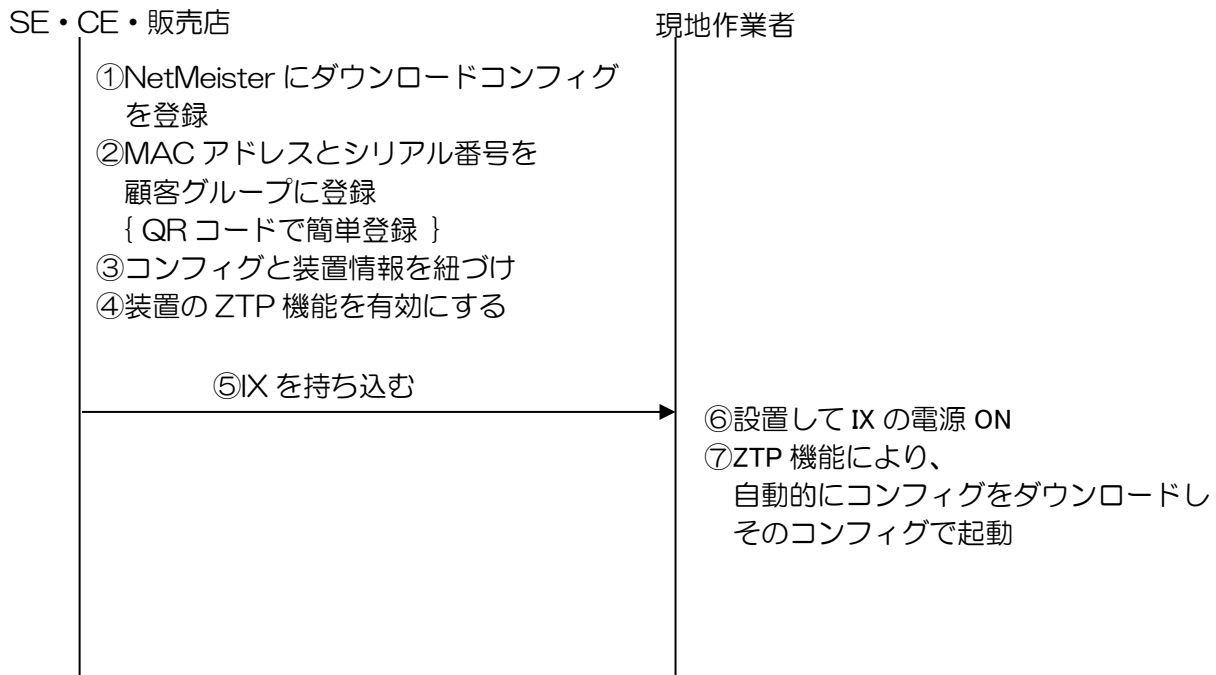 SE・CE・販売店
現地作業者
①NetMeister にダウンロードコンフィグ
を登録
②MAC アドレスとシリアル番号を
顧客グループに登録
{ QR コードで簡単登録 }
③コンフィグと装置情報を紐づけ
④装置の ZTP 機能を有効にする
⑤IX を持ち込む
⑥設置して IX の電源 ON
⑦ZTP 機能により、
自動的にコンフィグをダウンロードし
そのコンフィグで起動